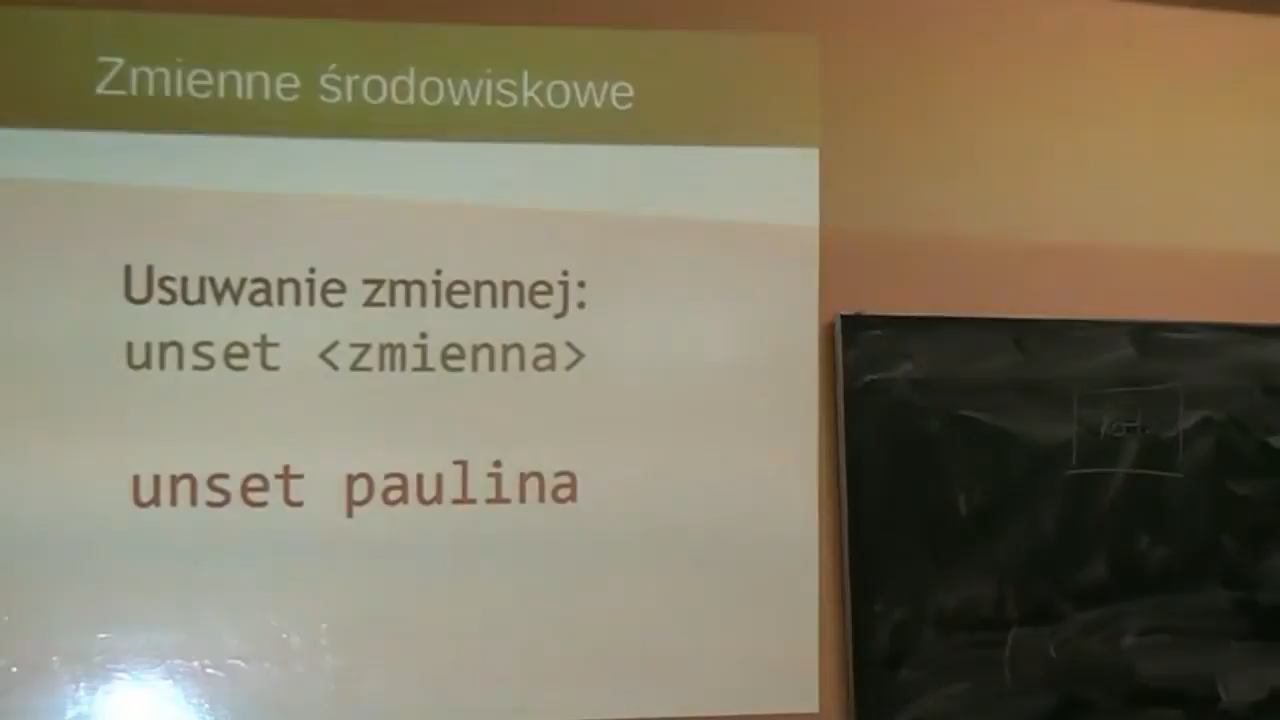 Zmienne środowiskowe
Usuwanie zmiennej:
unset <zmienna>
unset paulina